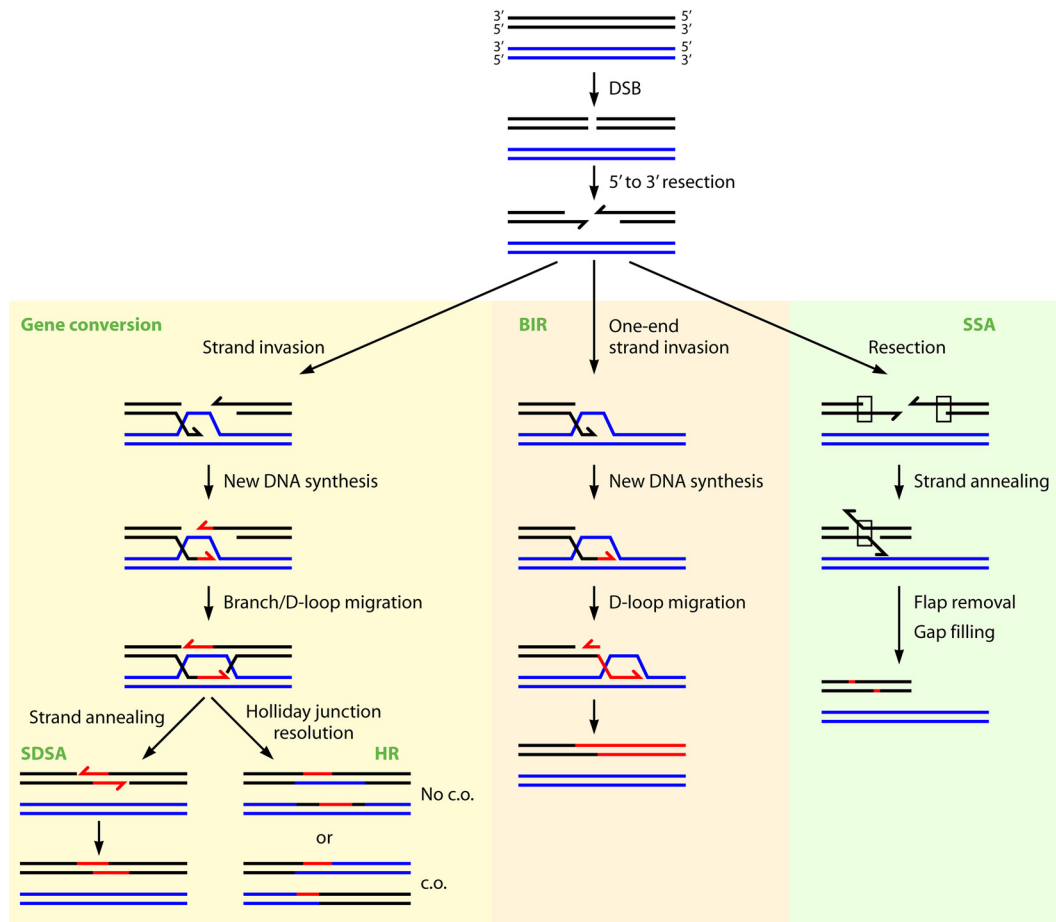 3′ 5′
5′ 3′
3′ 5′
5′ 3′
DSB
5′ to 3′ resection
Gene conversion
BIR
SSA
Strand invasion
One-end
strand invasion
Resection
New DNA synthesis
New DNA synthesis
Strand annealing
Branch/D-loop migration
D-loop migration
Flap removal
Gap filling
Strand annealing
Holliday junction
resolution
SDSA
HR
No c.o.
or
c.o.